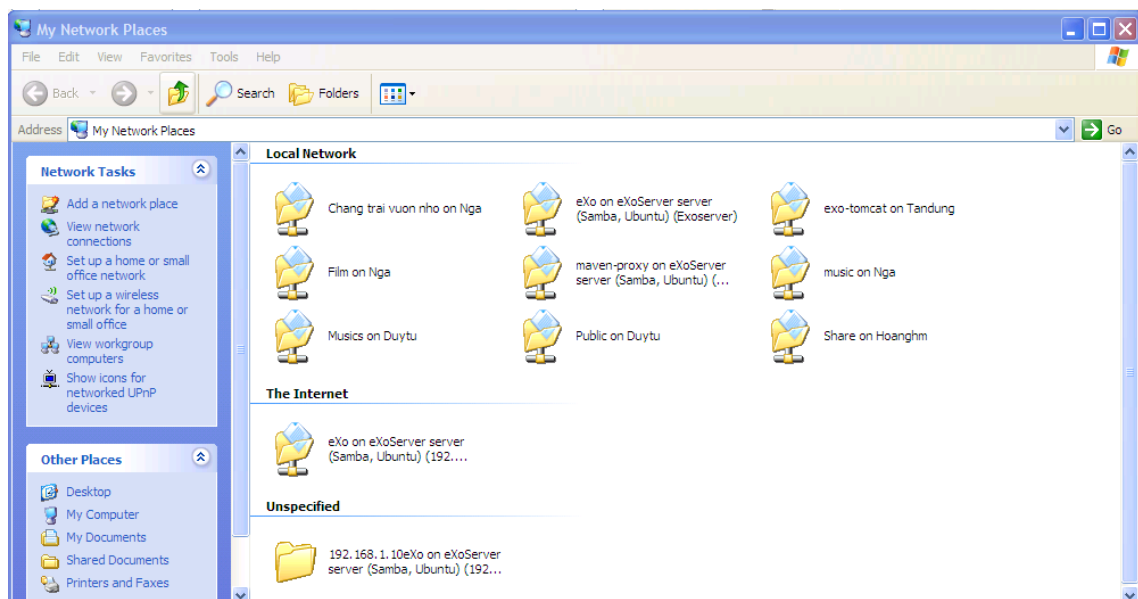 My Network Places
File Edit View Favorites Tools Help
Back Search Folders
Address My Network Places Go
Network Tasks
Add a network place
View network
connections
Set up a home or small
office network
Set up a wireless
network for a home or
small office
View workgroup
computers
Show icons for
networked UPnP
devices
Other Places
Desktop
My Computer
My Documents
Shared Documents
Printers and Faxes
Local Network
Chang trai vuon nho on Nga
eXo on eXoServer server
(Samba, Ubuntu) (Exoserver)
exo-tomcat on Tandung
Film on Nga
maven-proxy on eXoServer
server (Samba, Ubuntu) (...
music on Nga
Musics on Duytu
Public on Duytu
Share on Hoanghm
The Internet
eXo on eXoServer server
(Samba, Ubuntu) (192....
Unspecified
192.168.1.10eXo on eXoServer
server (Samba, Ubuntu) (192...